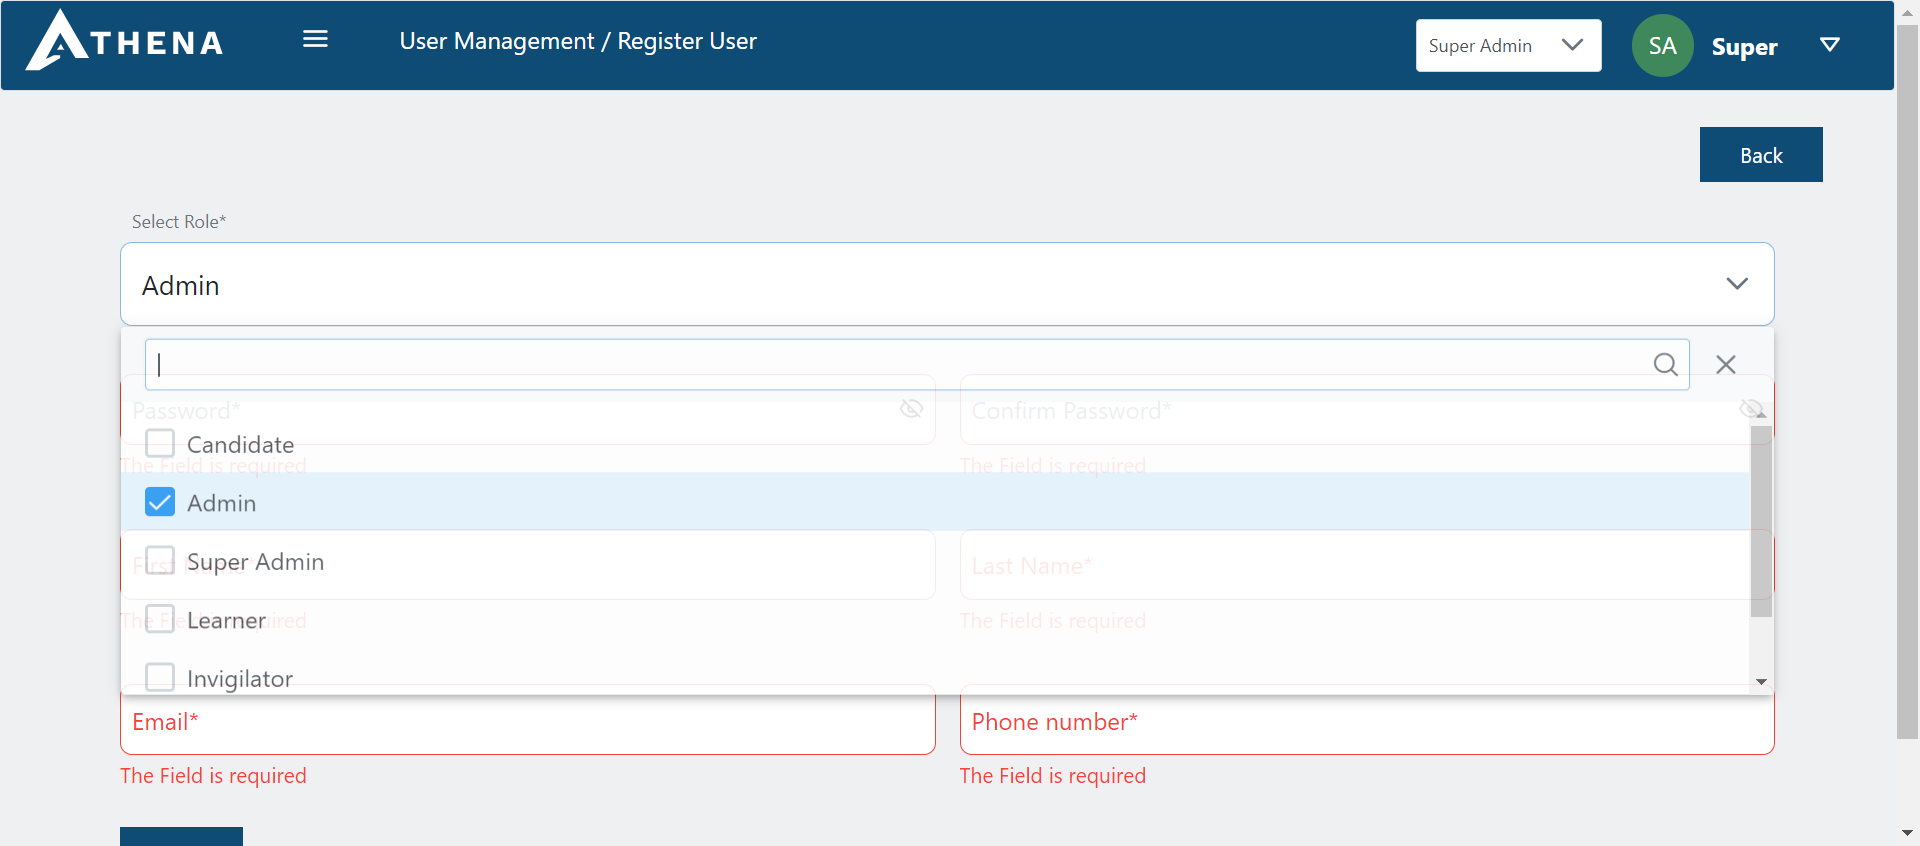 ATHENA
User Management / Register User
Super Admin
SA
Super
Back
Select Role*
Admin
Password*
Confirm Password*
Candidate
The Field is required
The Field is required
Admin
Super Admin
First Name*
Last Name*
Learner
The Field is required
The Field is required
Invigilator
Email*
Phone number*
The Field is required
The Field is required